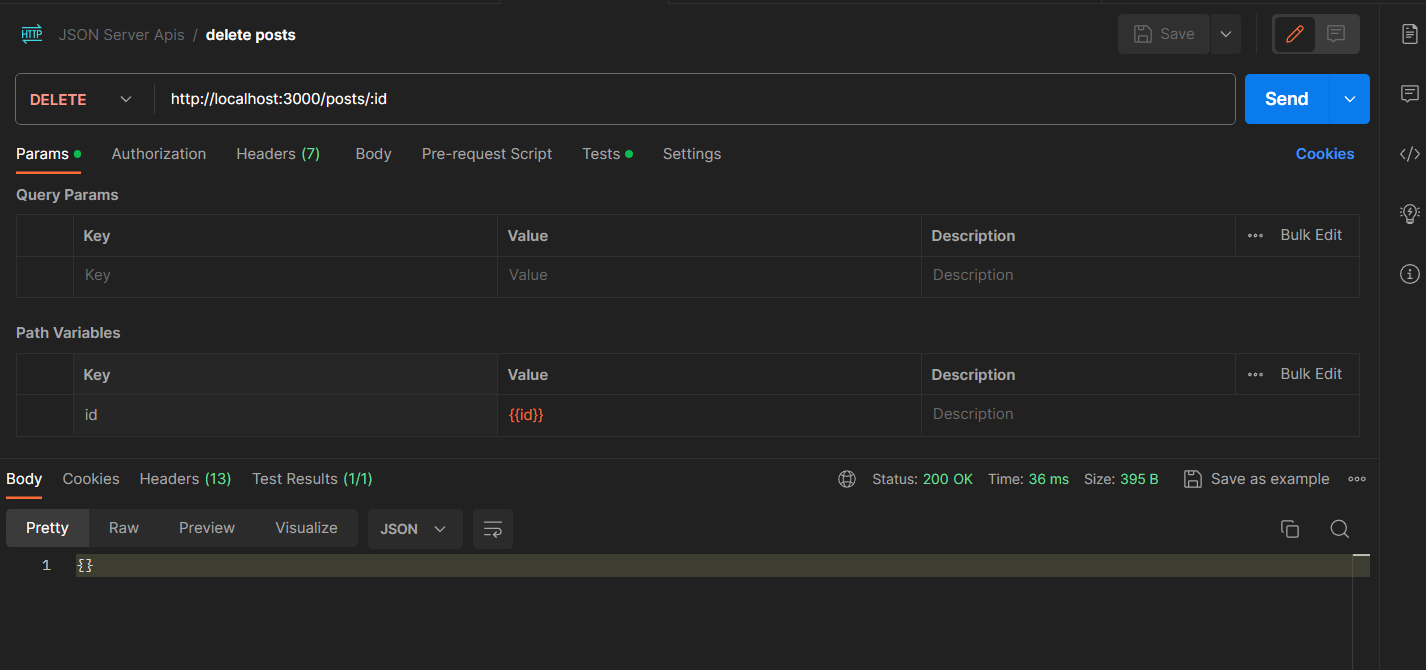 HTTP JSON Server Apis / delete posts Save
DELETE http://localhost:3000/posts/:id Send
Params Authorization Headers (7) Body Pre-request Script Tests Settings Cookies
Query Params
Key Value Description Bulk Edit
Key Value Description
Path Variables
Key Value Description Bulk Edit
id {{id}} Description
Body Cookies Headers (13) Test Results (1/1) Status: 200 OK Time: 36 ms Size: 395 B Save as example
Pretty Raw Preview Visualize JSON
1 {}